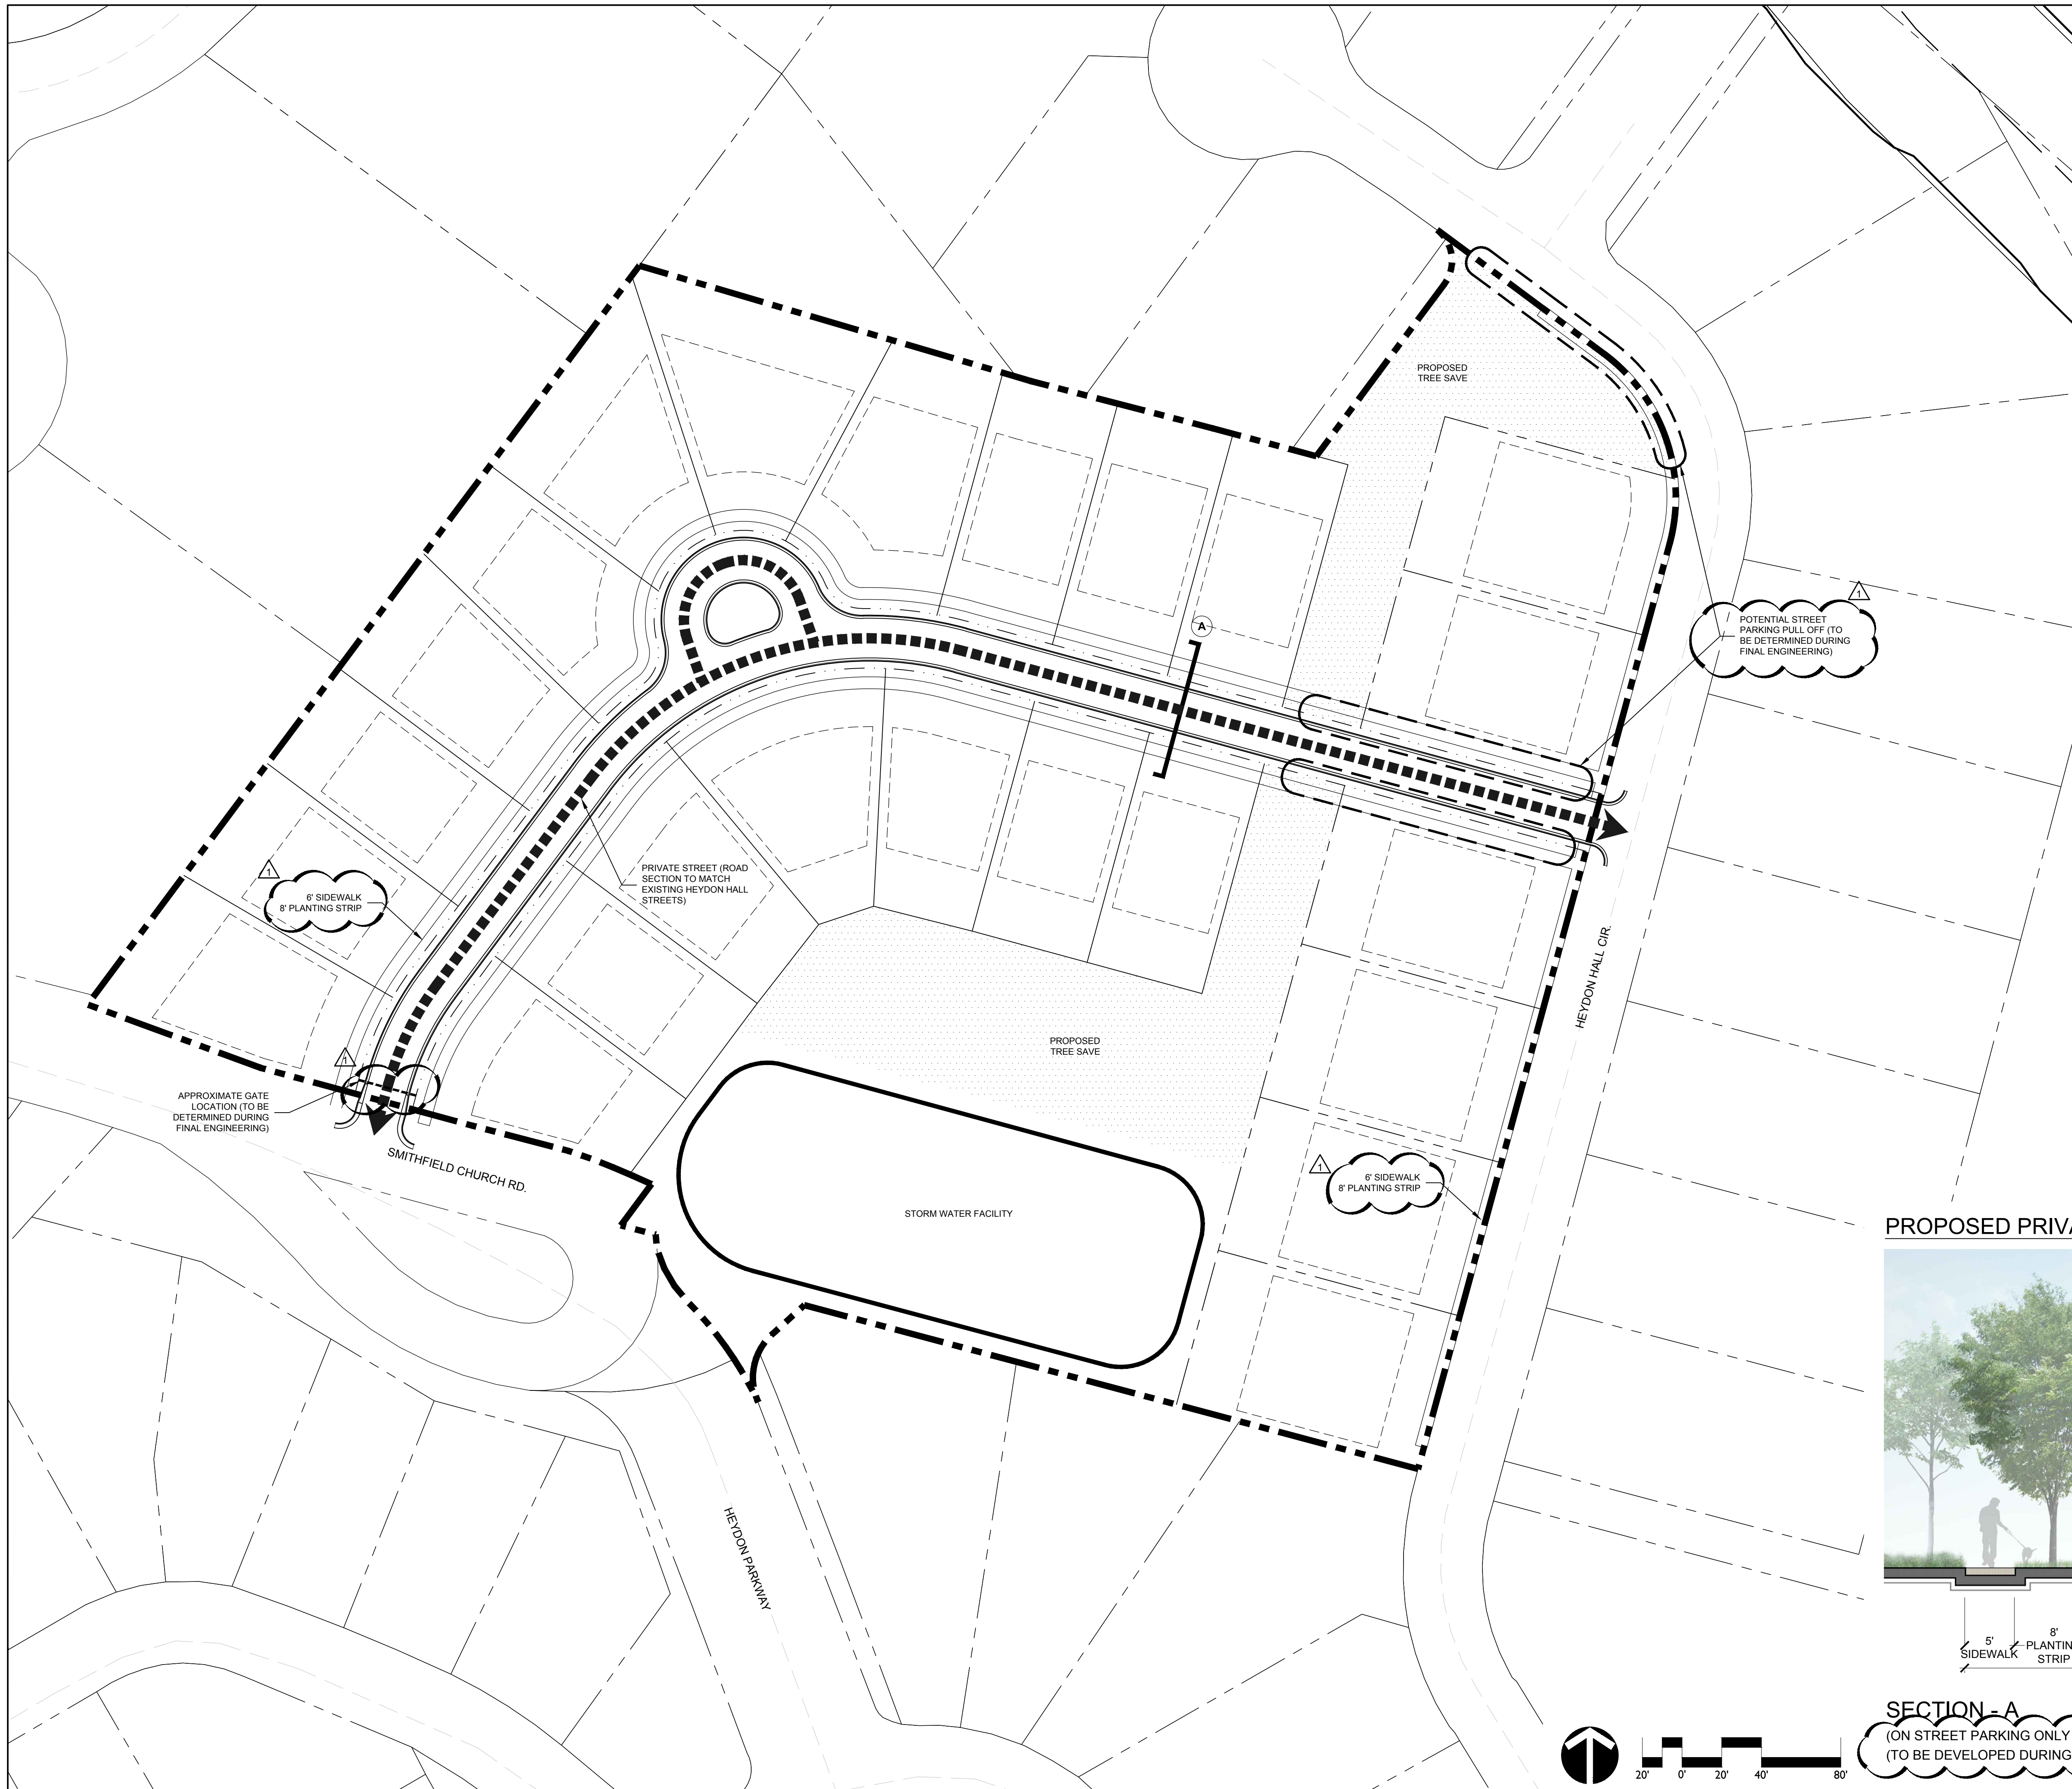 PROPOSED
TREE SAVE
1
POTENTIAL STREET
PARKING PULL OFF (TO
BE DETERMINED DURING
FINAL ENGINEERING)
A
PRIVATE STREET (ROAD
SECTION TO MATCH
EXISTING HEYDON HALL
STREETS)
1
6' SIDEWALK
8' PLANTING STRIP
HEYDON HALL CIR.
PROPOSED
TREE SAVE
1
APPROXIMATE GATE
LOCATION (TO BE
DETERMINED DURING
FINAL ENGINEERING)
SMITHFIELD CHURCH RD.
1
6' SIDEWALK
8' PLANTING STRIP
STORM WATER FACILITY
HEYDON PARKWAY
PROPOSED PRIVA
5'
SIDEWALK
8'
PLANTIN
STRIP
SECTION - A
(ON STREET PARKING ONLY
(TO BE DEVELOPED DURING
20' 0' 20' 40' 80'